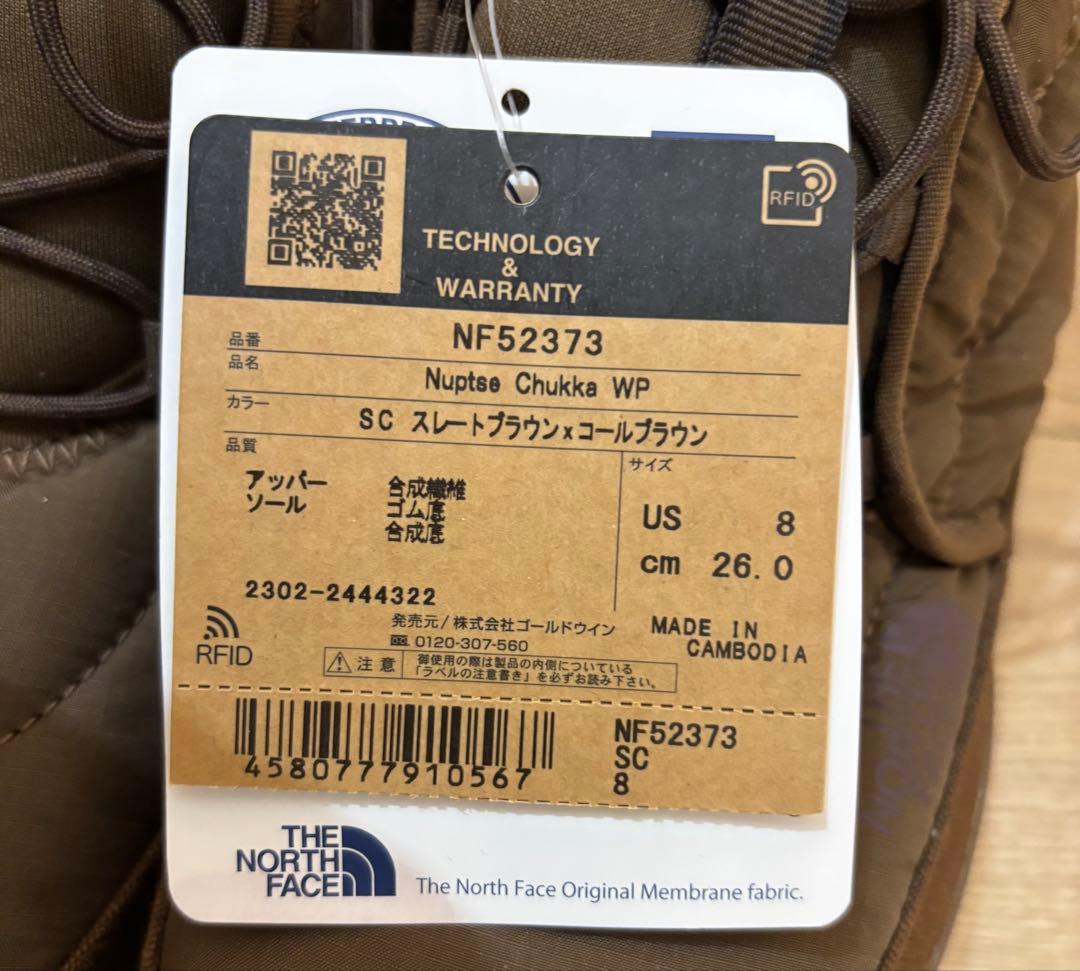 TECHNOLOGY
&
WARRANTY
RFID
品番 NF52373
品名 Nuptse Chukka WP
カラー SC スレートブラウンxコールブラウン
品質
サイズ
アッパー 合成繊維
ソール ゴム底
合成底
US 8
cm 26.0
2302-2444322
発売元/株式会社ゴールドウイン
0120-307-560
MADE IN
CAMBODIA
RFID
注意
御使用の際は製品の内側についている
「ラベルの注意書き」を必ずお読み下さい。
4580777910567
NF52373
SC
8
THE
NORTH
FACE
The North Face Original Membrane fabric.